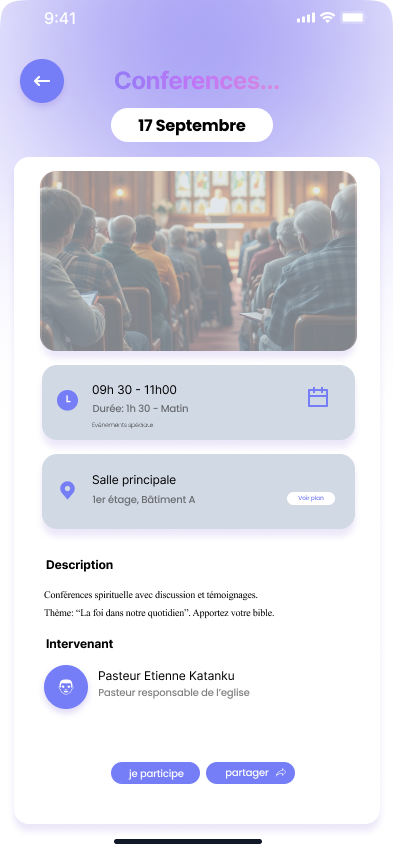 9:41
Conferences...
17 Septembre
09h 30 - 11h00
Durée: 1h 30 - Matin
Evénements spéciaux
Salle principale
1er étage, Bâtiment A
Voir plan
Description
Conférences spirituelle avec discussion et témoignages.
Thème: “La foi dans notre quotidien”. Apportez votre bible.
Intervenant
Pasteur Etienne Katanku
Pasteur responsable de l’eglise
je participe
partager